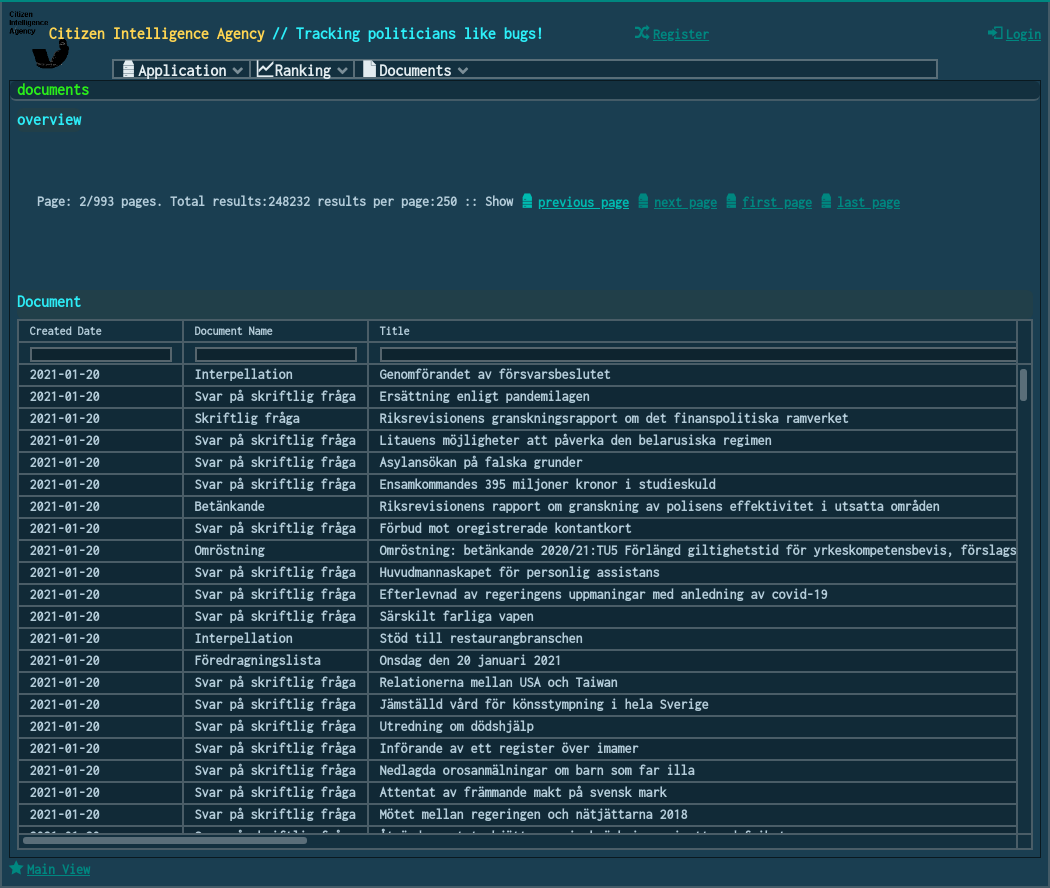 Citizen
Intelligence
Agency
Citizen Intelligence Agency // Tracking politicians like bugs!
Register
Login
Application
Ranking
Documents
documents
overview
Page: 2/993 pages. Total results:248232 results per page:250 :: Show previous page next page first page last page
Document
Created Date Document Name Title
2021-01-20 Interpellation Genomförandet av försvarsbeslutet
2021-01-20 Svar på skriftlig fråga Ersättning enligt pandemilagen
2021-01-20 Skriftlig fråga Riksrevisionens granskningsrapport om det finanspolitiska ramverket
2021-01-20 Svar på skriftlig fråga Litauens möjligheter att påverka den belarusiska regimen
2021-01-20 Svar på skriftlig fråga Asylansökan på falska grunder
2021-01-20 Svar på skriftlig fråga Ensamkommandes 395 miljoner kronor i studieskuld
2021-01-20 Betänkande Riksrevisionens rapport om granskning av polisens effektivitet i utsatta områden
2021-01-20 Svar på skriftlig fråga Förbud mot oregistrerade kontantkort
2021-01-20 Omröstning Omröstning: betänkande 2020/21:TU5 Förlängd giltighetstid för yrkeskompetensbevis, förslags
2021-01-20 Svar på skriftlig fråga Huvudmannaskapet för personlig assistans
2021-01-20 Svar på skriftlig fråga Efterlevnad av regeringens uppmaningar med anledning av covid-19
2021-01-20 Svar på skriftlig fråga Särskilt farliga vapen
2021-01-20 Interpellation Stöd till restaurangbranschen
2021-01-20 Föredragningslista Onsdag den 20 januari 2021
2021-01-20 Svar på skriftlig fråga Relationerna mellan USA och Taiwan
2021-01-20 Svar på skriftlig fråga Jämställd vård för könsstympning i hela Sverige
2021-01-20 Svar på skriftlig fråga Utredning om dödshjälp
2021-01-20 Svar på skriftlig fråga Införande av ett register över imamer
2021-01-20 Svar på skriftlig fråga Nedlagda orosanmälningar om barn som far illa
2021-01-20 Svar på skriftlig fråga Attentat av främmande makt på svensk mark
2021-01-20 Svar på skriftlig fråga Mötet mellan regeringen och nätjättarna 2018
Main View